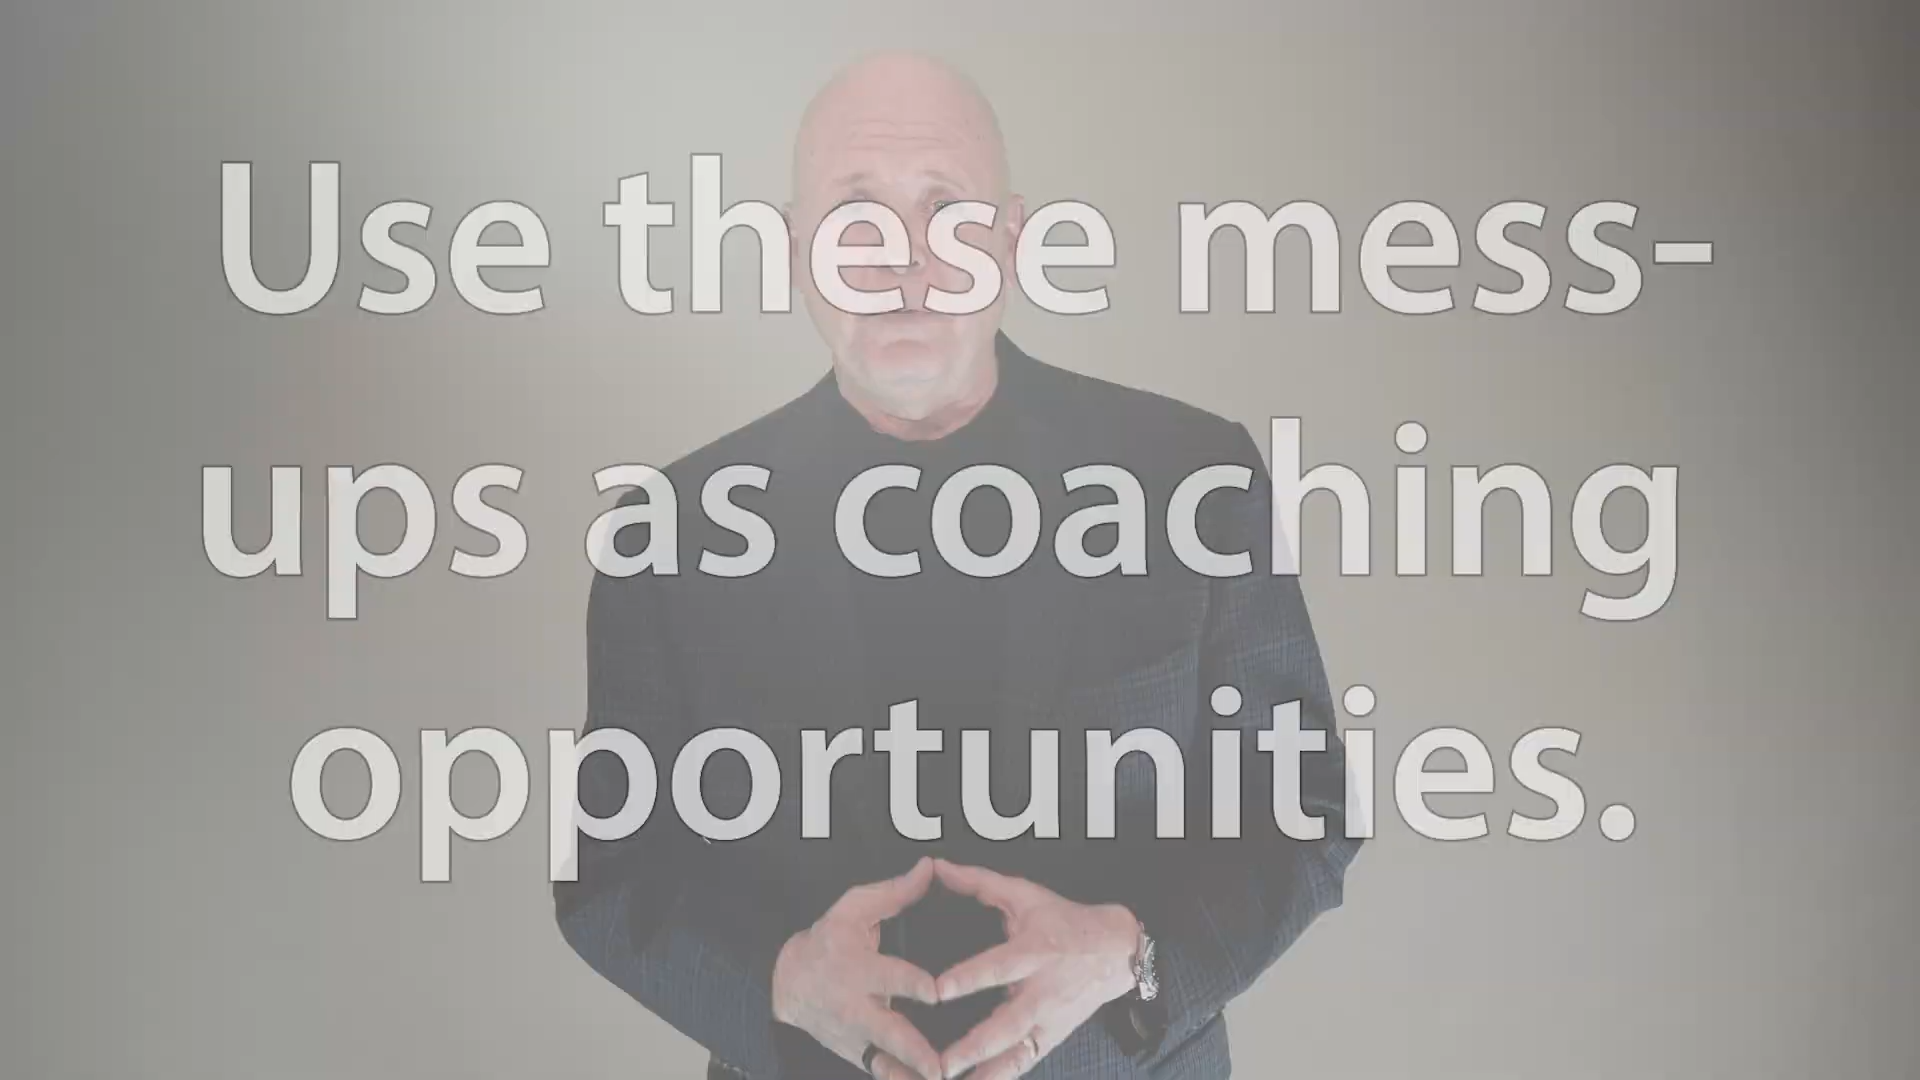 Use these mess-
ups as coaching
opportunities.